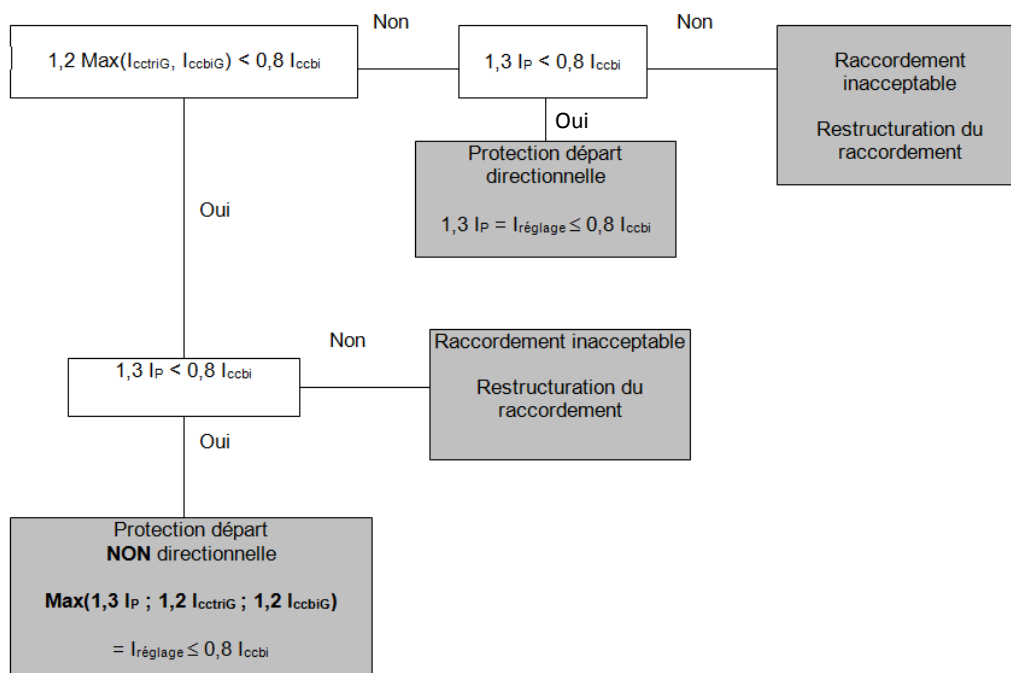 Non
Non
1,2 Max(IcctriG, IccbiG) < 0,8 Iccbi
1,3 IP < 0,8 Iccbi
Raccordement
inacceptable
Restructuration du
raccordement
Oui
Protection départ
directionnelle
1,3 IP = Iréglage ≤ 0,8 Iccbi
Oui
Non
1,3 IP < 0,8 Iccbi
Raccordement inacceptable
Restructuration du
raccordement
Oui
Protection départ
NON directionnelle
Max(1,3 IP ; 1,2 IcctriG ; 1,2 IccbiG)
= Iréglage ≤ 0,8 Iccbi